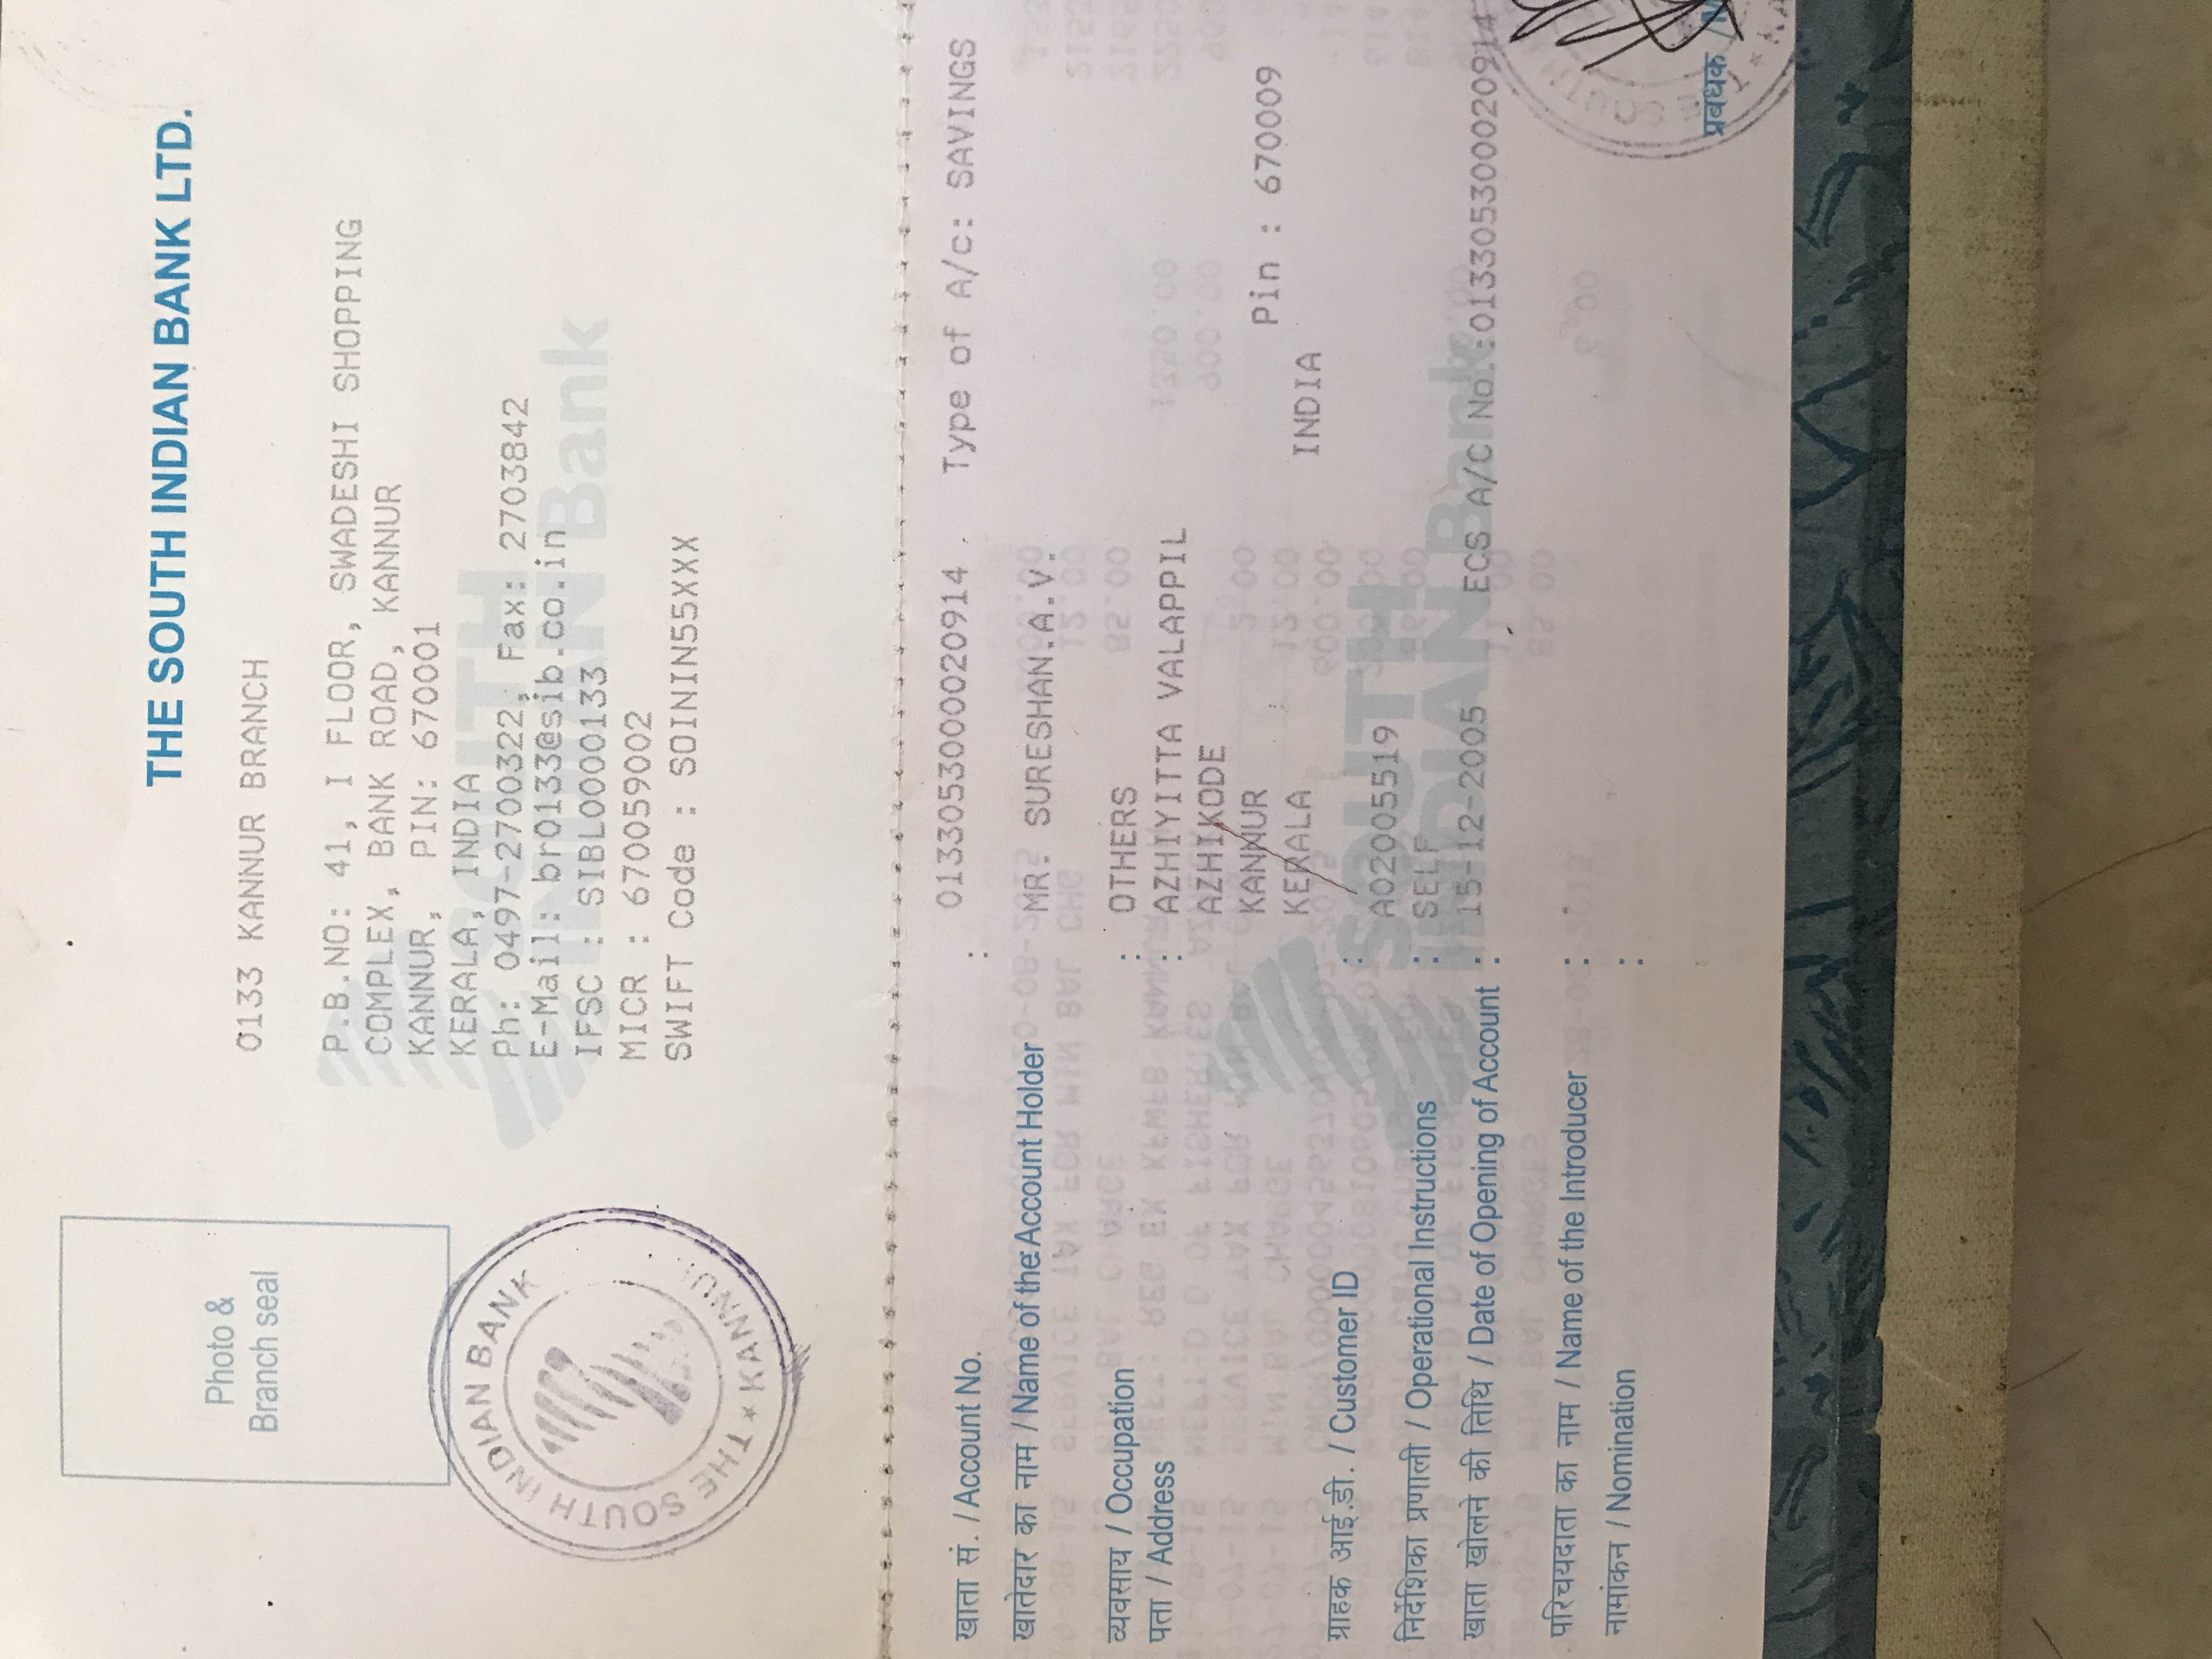 Photo &
Branch seal
THE SOUTH INDIAN BANK LTD.
0133 KANNUR BRANCH
P.B.NO: 41, I FLOOR, SWADESHI SHOPPING
COMPLEX, BANK ROAD, KANNUR
KANNUR, PIN: 670001
KERALA, INDIA
Ph: 0497-2700322, Fax: 2703842
E-Mail: br0133@sib.co.in
IFSC : SIBL0000133
MICR : 670059002
SWIFT Code : SOININ55XXX
SOUTH
INDIAN Bank
THE SOUTH INDIAN BANK
★ KANNUR
खाता सं. / Account No. : 0133053000020914 . Type of A/c: SAVINGS
खातेदार का नाम / Name of the Account Holder : MR. SURESHAN.A.V.
व्यवसाय / Occupation : OTHERS
पता / Address : AZHIYITTA VALAPPIL
AZHIKODE
KANNUR Pin : 670009
KERALA INDIA
ग्राहक आई.डी. / Customer ID : A02005519
निर्देशिका प्रणाली / Operational Instructions : SELF
खाता खोलने की तिथि / Date of Opening of Account : 15-12-2005 ECS A/C No.:013305300020914
परिचयदाता का नाम / Name of the Introducer :
नामांकन / Nomination :
SOUTH
INDIAN Bank
प्रबंधक /